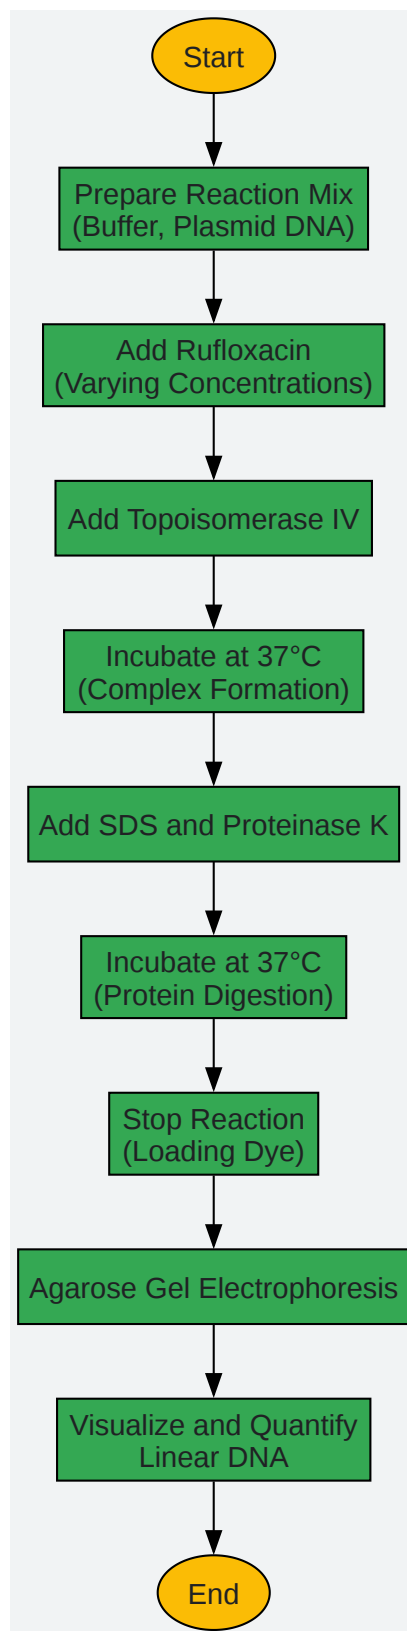 Start
Prepare Reaction Mix
(Buffer, Plasmid DNA)
Add Rufloxacin
(Varying Concentrations)
Add Topoisomerase IV
Incubate at 37°C
(Complex Formation)
Add SDS and Proteinase K
Incubate at 37°C
(Protein Digestion)
Stop Reaction
(Loading Dye)
Agarose Gel Electrophoresis
Visualize and Quantify
Linear DNA
End